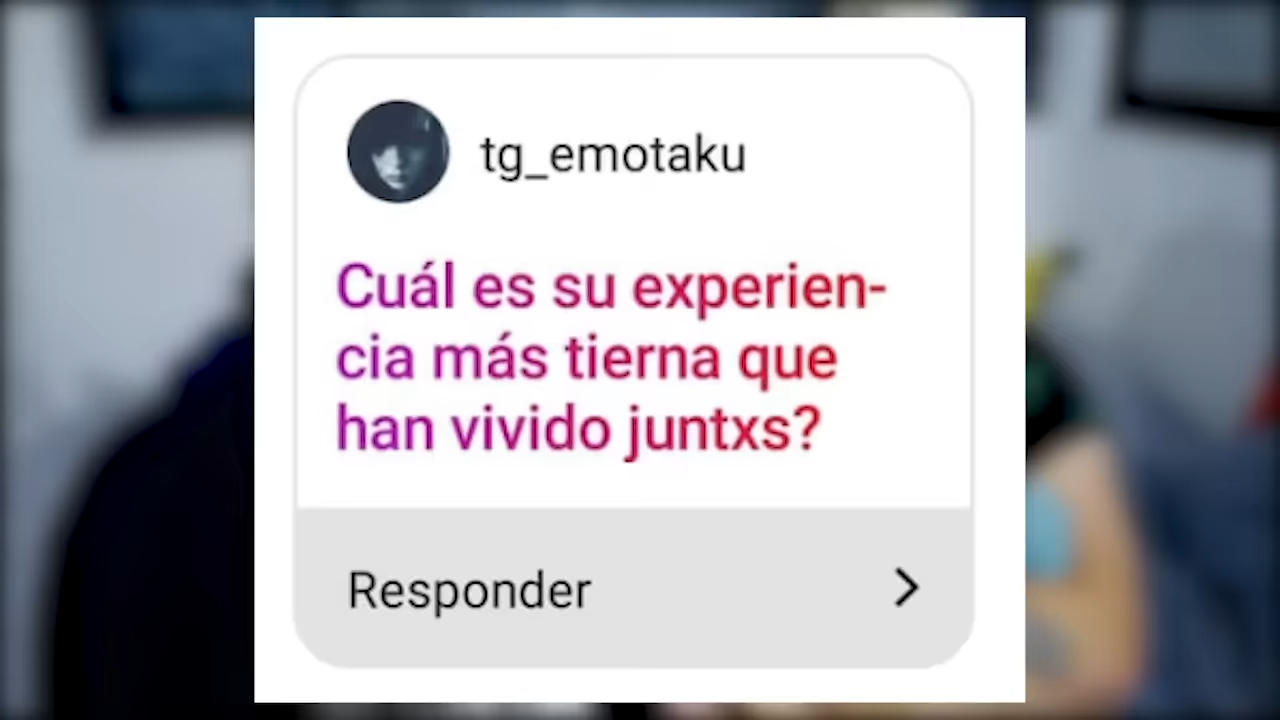 tg_emotaku
Cuál es su experien-
cia más tierna que
han vivido juntxs?
Responder